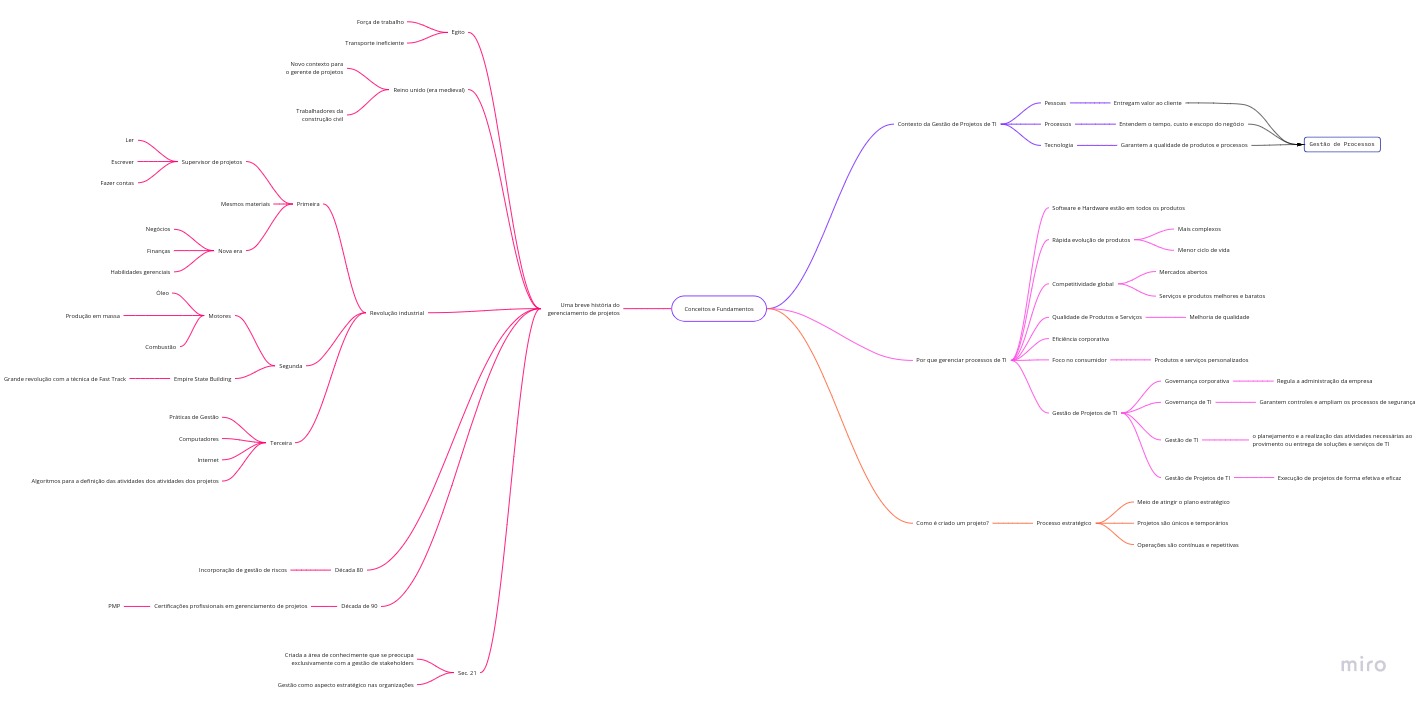 Força de trabalho
Egito
Transporte ineficiente
Novo contexto para
o gerente de projetos
Reino unido (era medieval)
Trabalhadores da
construção civil
Ler
Escrever
Fazer contas
Supervisor de projetos
Mesmos materiais
Primeira
Negócios
Finanças
Habilidades gerenciais
Nova era
Óleo
Produção em massa
Motores
Combustão
Revolução industrial
Segunda
Grande revolução com a técnica de Fast Track
Empire State Building
Práticas de Gestão
Computadores
Internet
Algoritmos para a definição das atividades dos atividades dos projetos
Terceira
Uma breve história do
gerenciamento de projetos
Incorporação de gestão de riscos
Década 80
PMP
Certificações profissionais em gerenciamento de projetos
Década de 90
Criada a área de conhecimente que se preocupa
exclusivamente com a gestão de stakeholders
Sec. 21
Gestão como aspecto estratégico nas organizações
Conceitos e Fundamentos
Contexto da Gestão de Projetos de TI
Pessoas
Entregam valor ao cliente
Processos
Entendem o tempo, custo e escopo do negócio
Tecnologia
Garantem a qualidade de produtos e processos
Gestão de Processos
Por que gerenciar processos de TI
Software e Hardware estão em todos os produtos
Rápida evolução de produtos
Mais complexos
Menor ciclo de vida
Competitividade global
Mercados abertos
Serviços e produtos melhores e baratos
Qualidade de Produtos e Serviços
Melhoria de qualidade
Eficiência corporativa
Foco no consumidor
Produtos e serviços personalizados
Gestão de Projetos de TI
Governança corporativa
Regula a administração da empresa
Governança de TI
Garantem controles e ampliam os processos de segurança
Gestão de TI
o planejamento e a realização das atividades necessárias ao
provimento ou entrega de soluções e serviços de TI
Gestão de Projetos de TI
Execução de projetos de forma efetiva e eficaz
Como é criado um projeto?
Processo estratégico
Meio de atingir o plano estratégico
Projetos são únicos e temporários
Operações são contínuas e repetitivas
miro